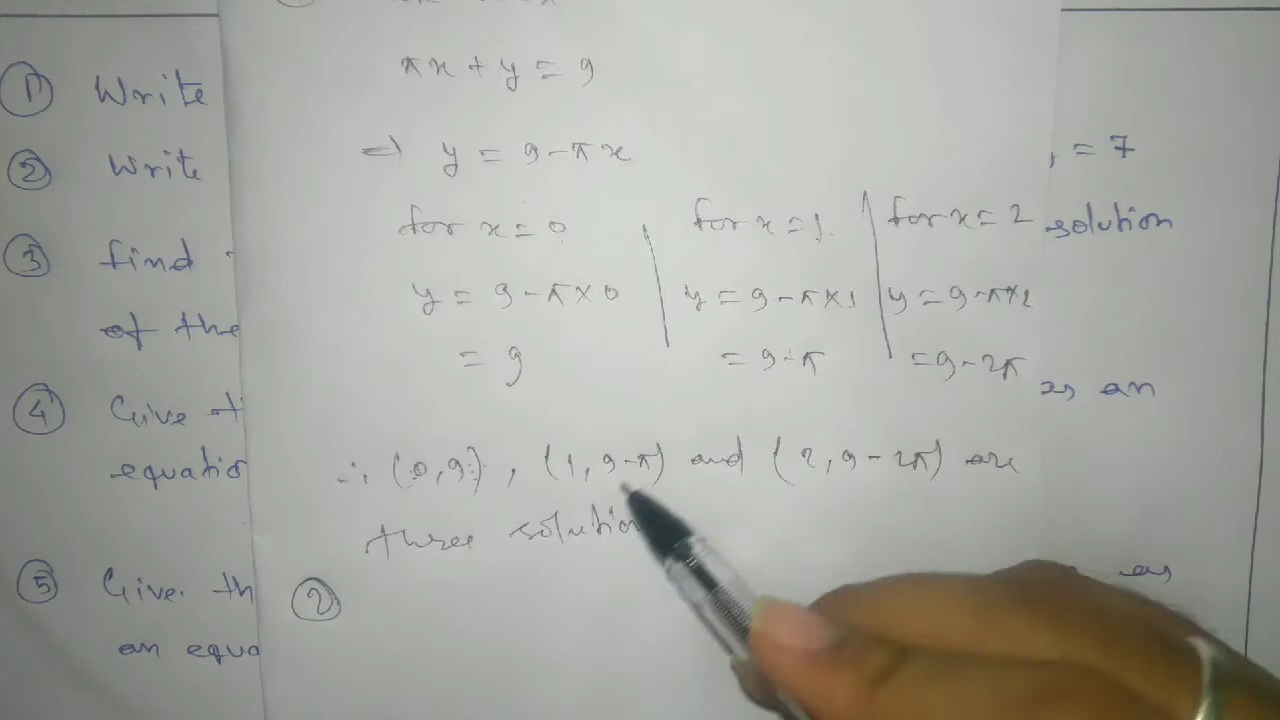 ① Write
② Write
= 7
③ find
solution
of the
④ Give
as an
equation
⑤ Give th
as
an equa
πx + y = 9
⇒ y = 9 - πx
for x = 0 for x = 1 for x = 2
y = 9 - π×0 y = 9 - π×1 y = 9 - π×2
= 9 = 9 - π = 9 - 2π
∴ (0,9), (1, 9-π) and (2, 9-2π) are
three solution
②